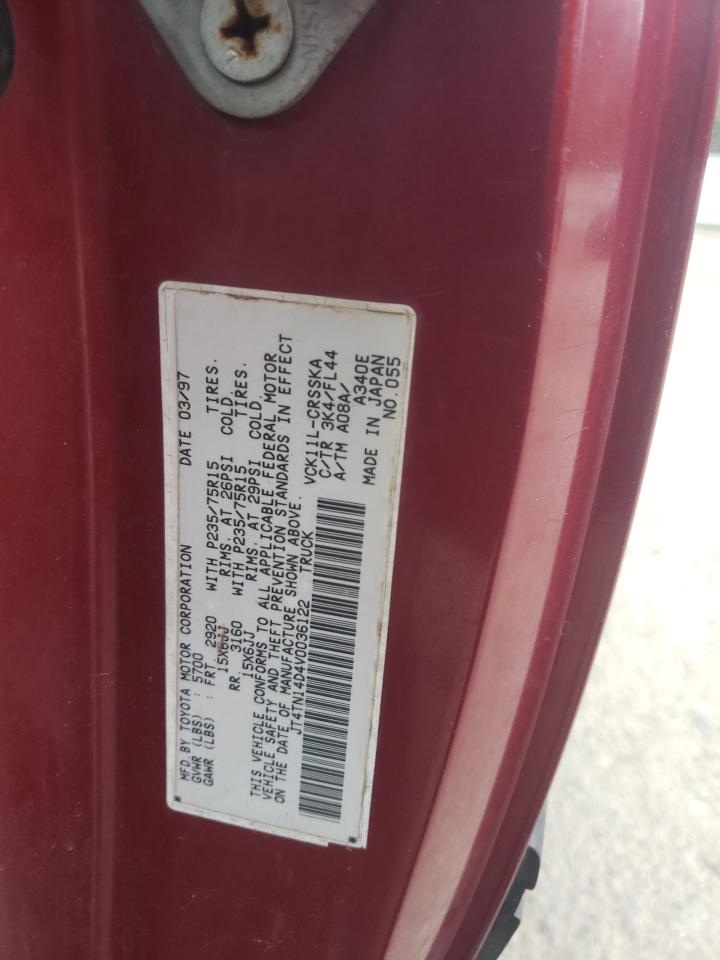 NISIN
MFD.BY TOYOTA MOTOR CORPORATION DATE 03/97
GVWR (LBS) : 5700
GAWR (LBS) : FRT 2920 WITH P235/75R15 TIRES.
15X6JJ RIMS. AT 26PSI COLD.
RR. 3160 WITH P235/75R15 TIRES.
15X6JJ RIMS. AT 29PSI COLD.
THIS VEHICLE CONFORMS TO ALL APPLICABLE FEDERAL MOTOR
VEHICLE SAFETY AND THEFT PREVENTION STANDARDS IN EFFECT
ON THE DATE OF MANUFACTURE SHOWN ABOVE.
JT4TN14D4V0036122 TRUCK
VCK11L-CRSSKA
C/TR 3K4/FL44
A/TM A08A/ A340E
MADE IN JAPAN
NO.055